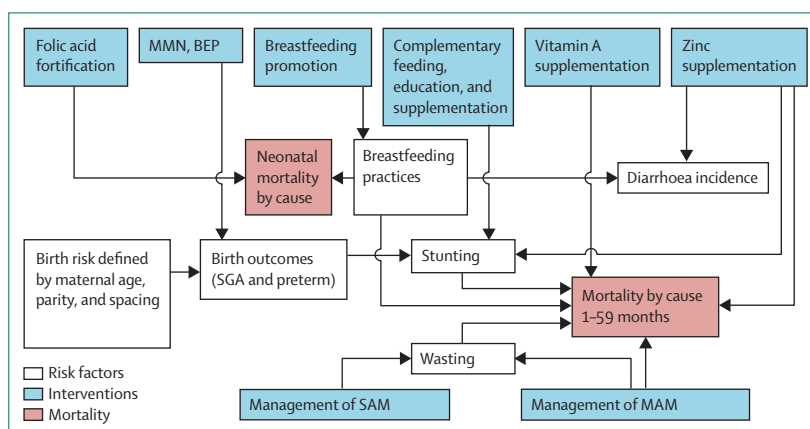 Folic acid
fortification
MMN, BEP
Breastfeeding
promotion
Complementary
feeding,
education, and
supplementation
Vitamin A
supplementation
Zinc
supplementation
Neonatal
mortality
by cause
Breastfeeding
practices
Diarrhoea incidence
Birth risk defined
by maternal age,
parity, and spacing
Birth outcomes
(SGA and preterm)
Stunting
Mortality by cause
1–59 months
Wasting
Risk factors
Interventions
Mortality
Management of SAM
Management of MAM